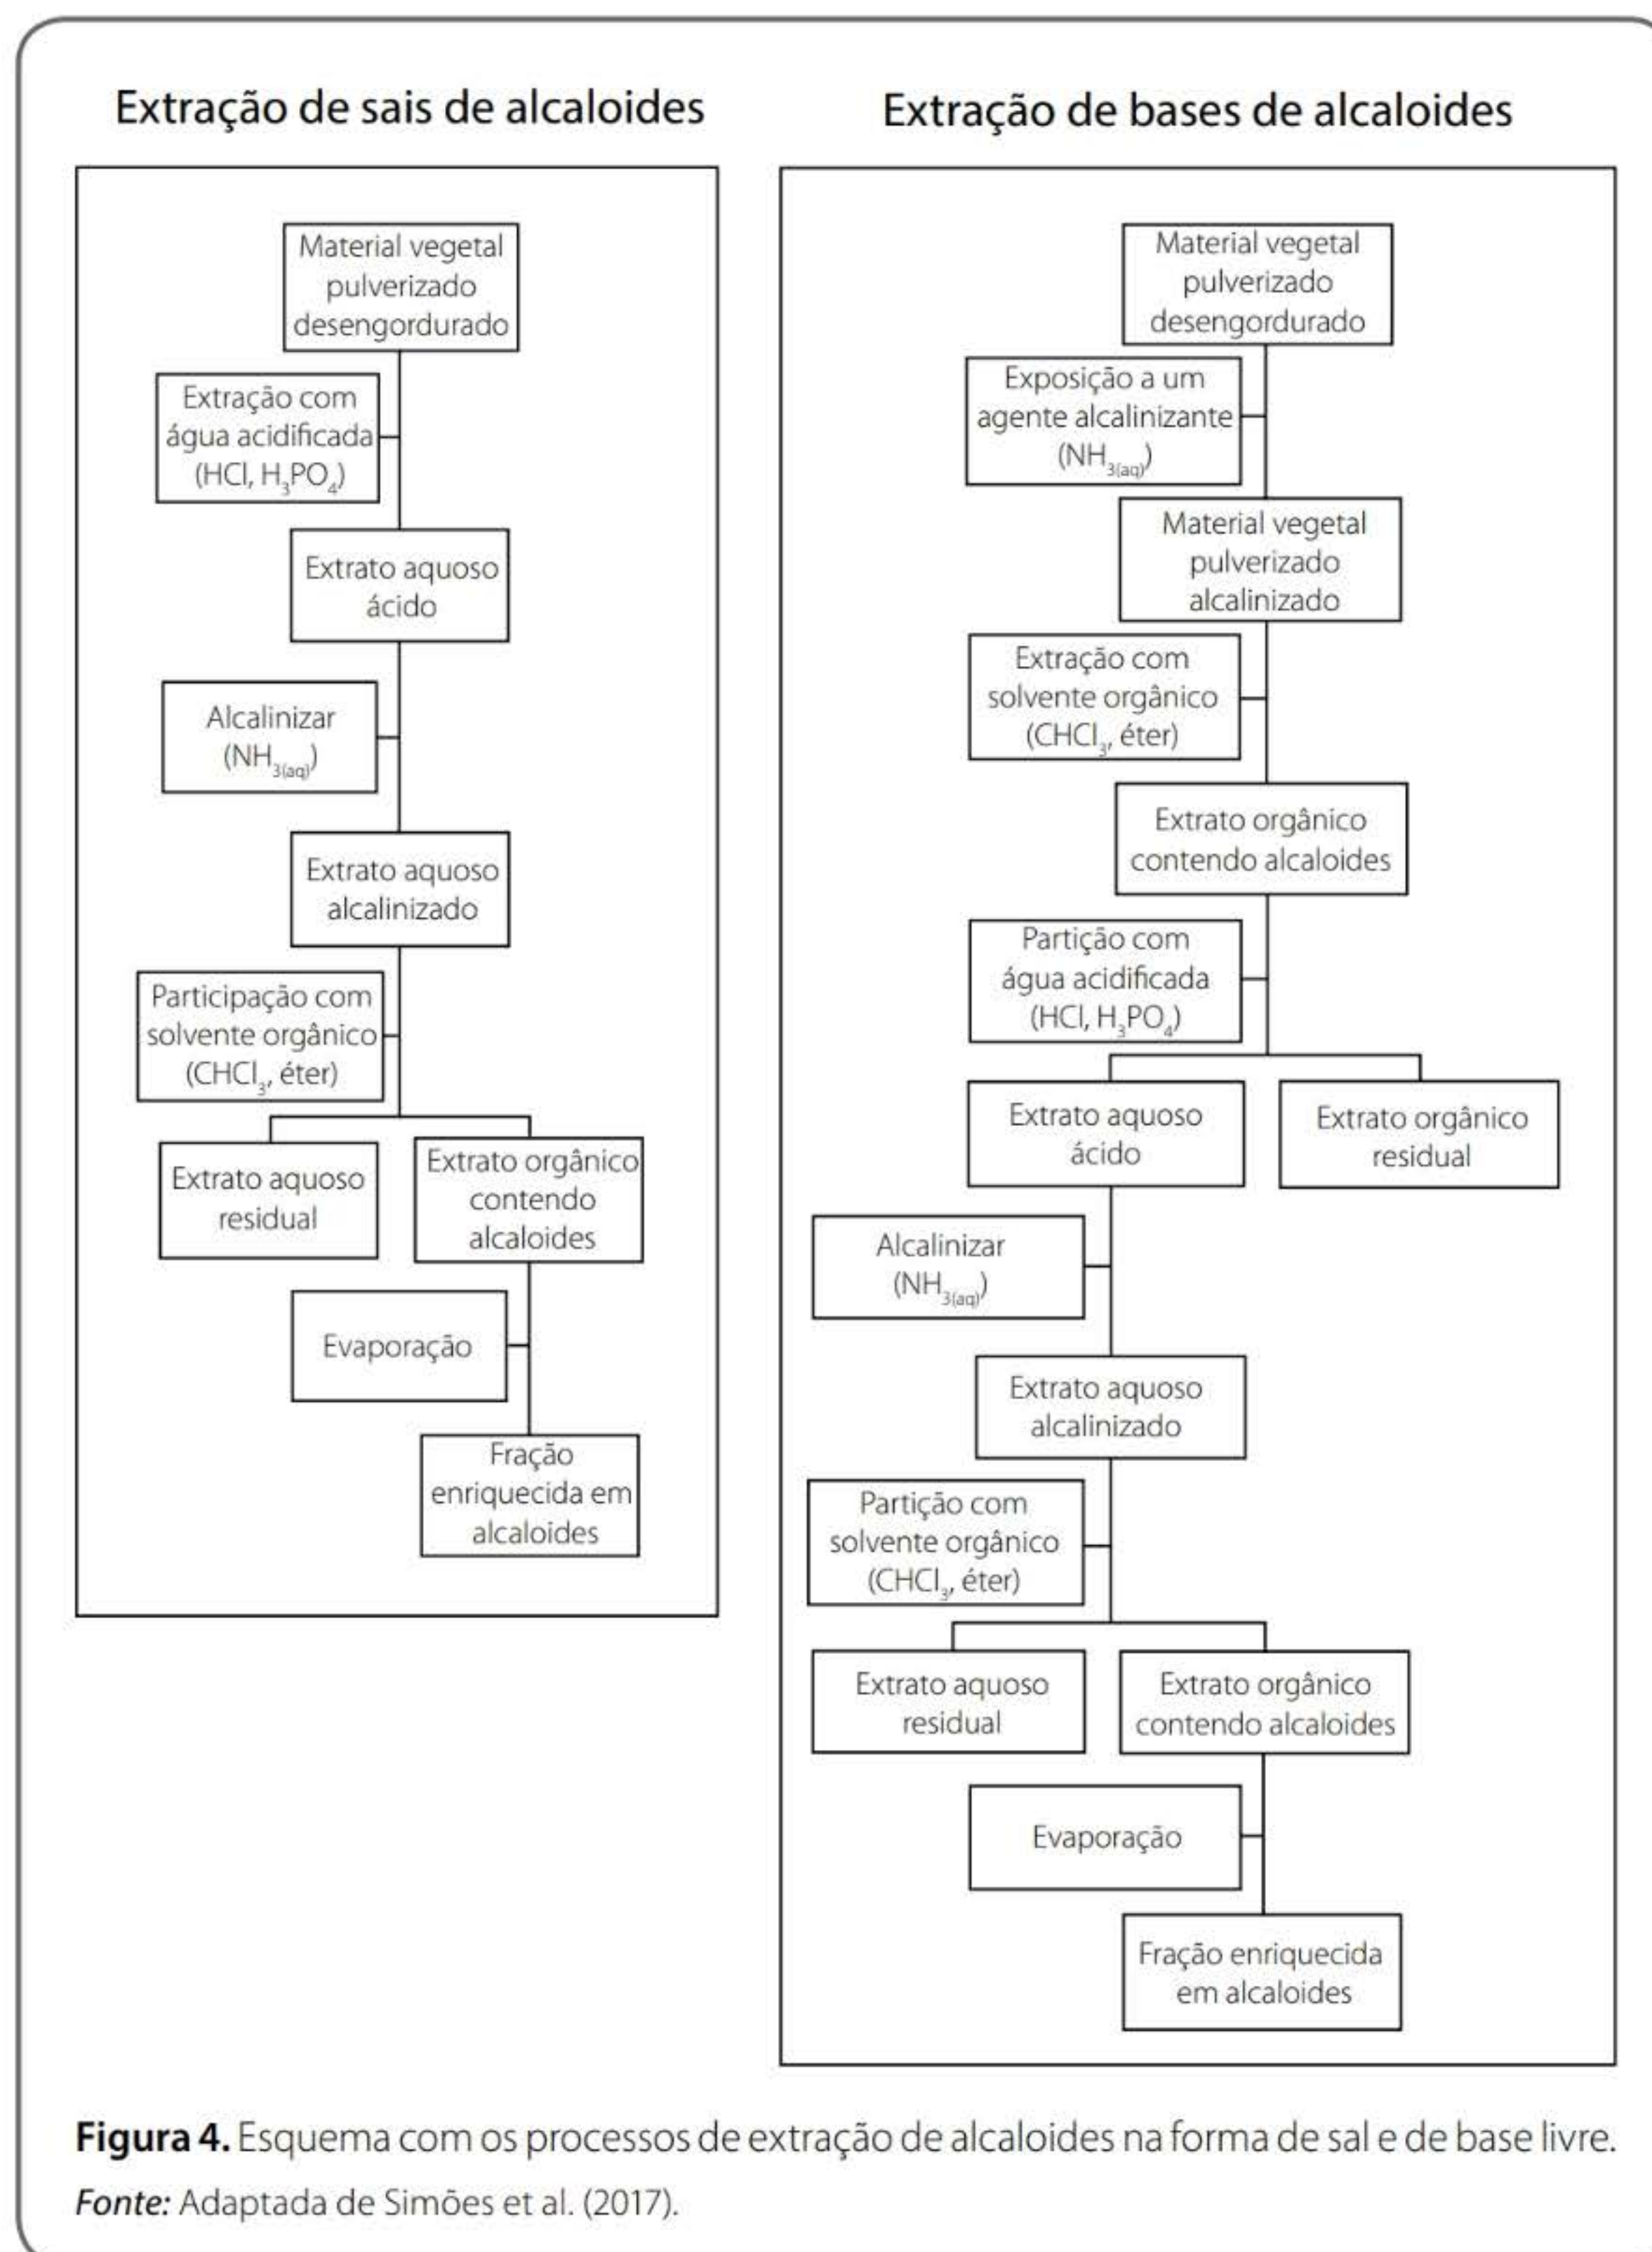 Extração de sais de alcaloides
Material vegetal
pulverizado
desengordurado
Extração com
água acidificada
(HCl, H₃PO₄)
Extrato aquoso
ácido
Alcalinizar
(NH₃₍aq₎)
Extrato aquoso
alcalinizado
Participação com
solvente orgânico
(CHCl₃, éter)
Extrato aquoso
residual
Extrato orgânico
contendo
alcaloides
Evaporação
Fração
enriquecida em
alcaloides
Extração de bases de alcaloides
Material vegetal
pulverizado
desengordurado
Exposição a um
agente alcalinizante
(NH₃₍aq₎)
Material vegetal
pulverizado
alcalinizado
Extração com
solvente orgânico
(CHCl₃, éter)
Extrato orgânico
contendo alcaloides
Partição com
água acidificada
(HCl, H₃PO₄)
Extrato aquoso
ácido
Extrato orgânico
residual
Alcalinizar
(NH₃₍aq₎)
Extrato aquoso
alcalinizado
Partição com
solvente orgânico
(CHCl₃, éter)
Extrato aquoso
residual
Extrato orgânico
contendo alcaloides
Evaporação
Fração enriquecida
em alcaloides
Figura 4. Esquema com os processos de extração de alcaloides na forma de sal e de base livre.
Fonte: Adaptada de Simões et al. (2017).